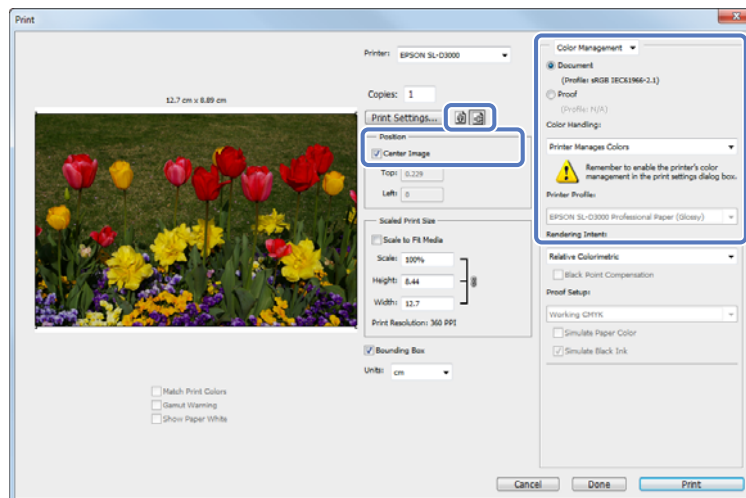 Print
12.7 cm x 8.89 cm
Match Print Colors
Gamut Warning
Show Paper White
Printer: EPSON SL-D3000
Copies: 1
Print Settings...
Position
Center Image
Top: 0.229
Left: 0
Scaled Print Size
Scale to Fit Media
Scale: 100%
Height: 8.44
Width: 12.7
Print Resolution: 360 PPI
Bounding Box
Units: cm
Color Management
Document
(Profile: sRGB IEC61966-2.1)
Proof
(Profile: N/A)
Color Handling:
Printer Manages Colors
Remember to enable the printer's color
management in the print settings dialog box.
Printer Profile:
EPSON SL-D3000 Professional Paper (Glossy)
Rendering Intent:
Relative Colorimetric
Black Point Compensation
Proof Setup:
Working CMYK
Simulate Paper Color
Simulate Black Ink
Cancel
Done
Print